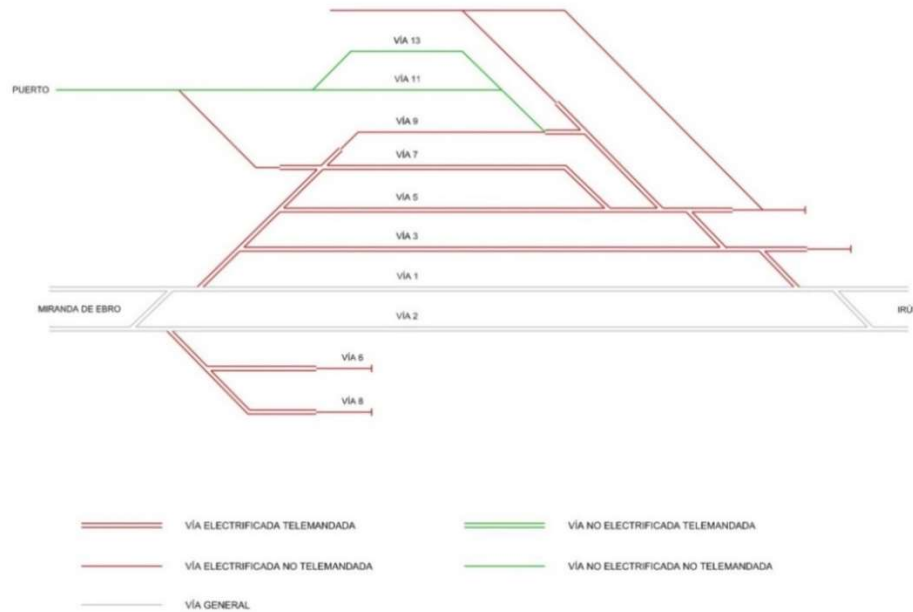 VÍA 13
PUERTO
VÍA 11
VÍA 9
VÍA 7
VÍA 5
VÍA 3
VÍA 1
MIRANDA DE EBRO
IRÚ
VÍA 2
VÍA 6
VÍA 8
VÍA ELECTRIFICADA TELEMANDADA
VÍA NO ELECTRIFICADA TELEMANDADA
VÍA ELECTRIFICADA NO TELEMANDADA
VÍA NO ELECTRIFICADA NO TELEMANDADA
VÍA GENERAL